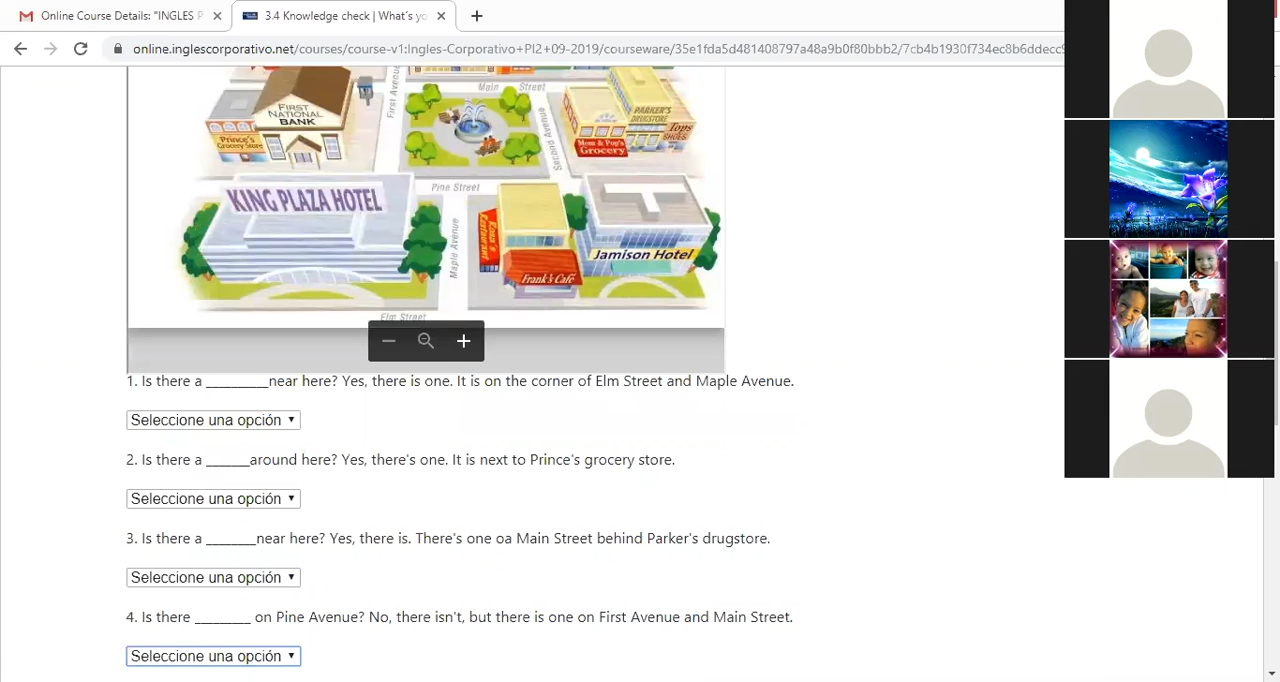 Online Course Details: "INGLES P
3.4 Knowledge check | What´s yo
online.inglescorporativo.net/courses/course-v1:Ingles-Corporativo+PI2+09-2019/courseware/35e1fda5d481408797a48a9b0f80bbb2/7cb4b1930f734ec8b6ddecc9
Main Street
First Avenue
FIRST NATIONAL BANK
PARKER'S DRUGSTORE
Tops SHOES
Prince's Grocery Store
Mom & Pop's Grocery
Second Avenue
Pine Street
KING PLAZA HOTEL
Rosa's Restaurant
Maple Avenue
Jamison Hotel
Frank's Café
Elm Street
1. Is there a _________near here? Yes, there is one. It is on the corner of Elm Street and Maple Avenue.
Seleccione una opción
2. Is there a ______around here? Yes, there's one. It is next to Prince's grocery store.
Seleccione una opción
3. Is there a _______near here? Yes, there is. There's one oa Main Street behind Parker's drugstore.
Seleccione una opción
4. Is there ________ on Pine Avenue? No, there isn't, but there is one on First Avenue and Main Street.
Seleccione una opción